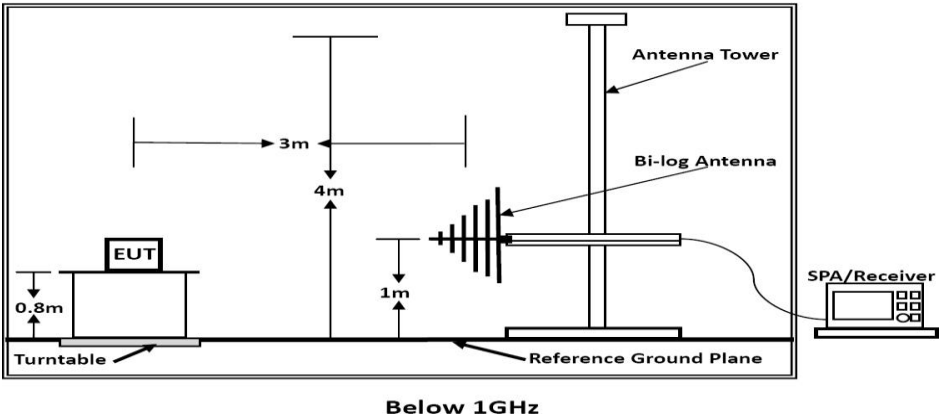 Antenna Tower
3m
Bi-log Antenna
4m
EUT
SPA/Receiver
0.8m
1m
Turntable
Reference Ground Plane
Below 1GHz